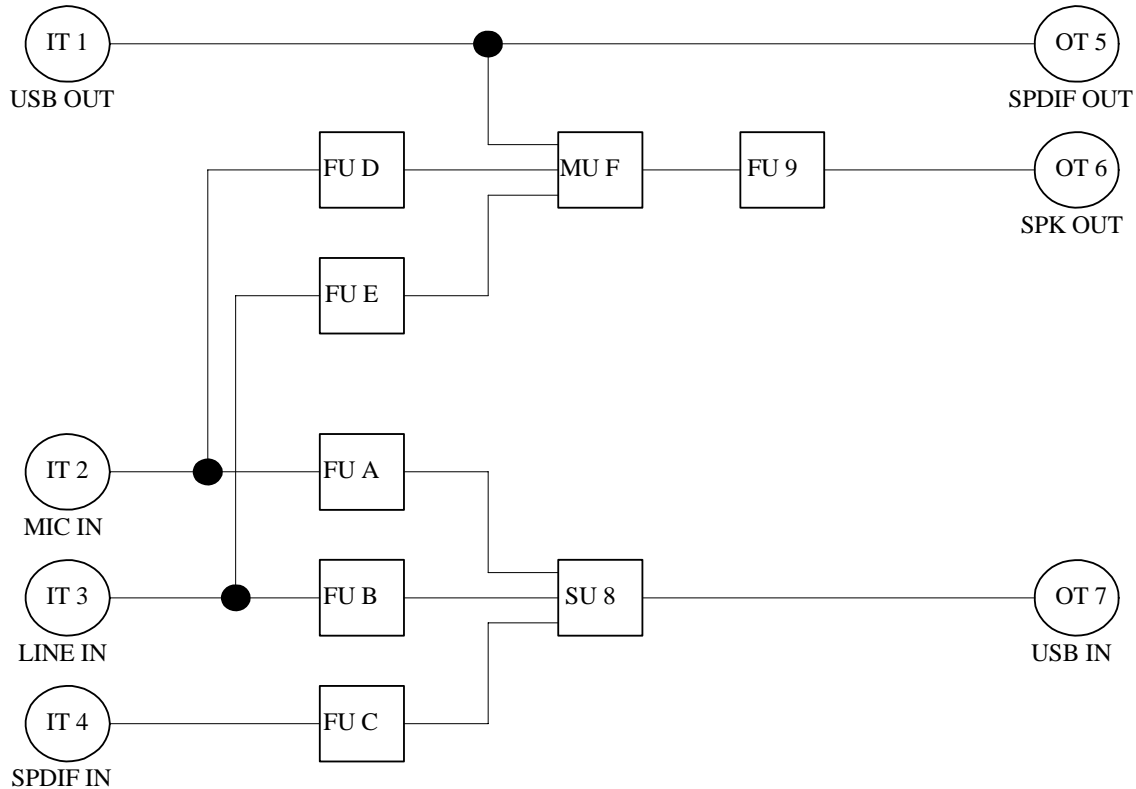 IT 1
OT 5
USB OUT
SPDIF OUT
FU D
MU F
FU 9
OT 6
SPK OUT
FU E
IT 2
FU A
MIC IN
IT 3
FU B
SU 8
OT 7
LINE IN
USB IN
IT 4
FU C
SPDIF IN